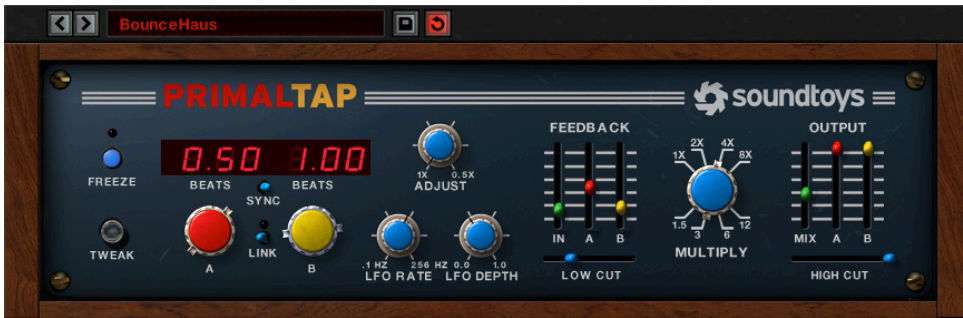 BounceHaus
PRIMALTAP
soundtoys
FREEZE
0.50 1.00
BEATS BEATS
SYNC
TWEAK
A
LINK
B
1X 0.5X
ADJUST
.1 HZ 256 HZ
LFO RATE
0.0 1.0
LFO DEPTH
FEEDBACK
IN A B
LOW CUT
2X 4X
1X 8X
1.5 12
3 6
MULTIPLY
OUTPUT
MIX A B
HIGH CUT